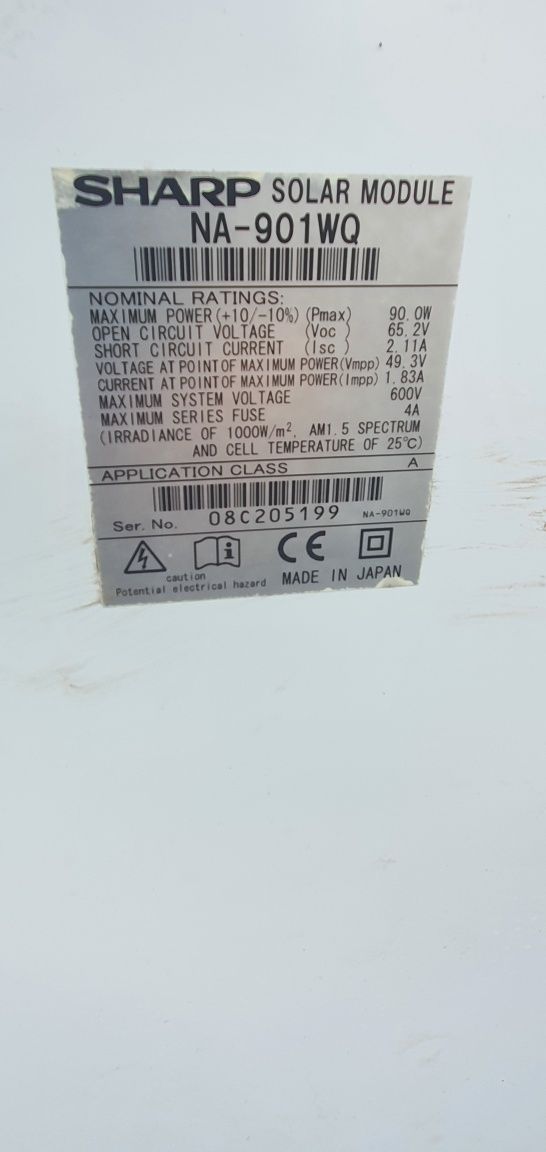 SHARP SOLAR MODULE
NA-901WQ
NOMINAL RATINGS:
MAXIMUM POWER (+10/-10%) (Pmax) 90.0W
OPEN CIRCUIT VOLTAGE (Voc) 65.2V
SHORT CIRCUIT CURRENT (Isc) 2.11A
VOLTAGE AT POINT OF MAXIMUM POWER (Vmpp) 49.3V
CURRENT AT POINT OF MAXIMUM POWER (Impp) 1.83A
MAXIMUM SYSTEM VOLTAGE 600V
MAXIMUM SERIES FUSE 4A
(IRRADIANCE OF 1000W/m², AM1.5 SPECTRUM
AND CELL TEMPERATURE OF 25℃)
APPLICATION CLASS A
Ser. No. 08C205199 NA-901WQ
caution
Potential electrical hazard
CE
MADE IN JAPAN